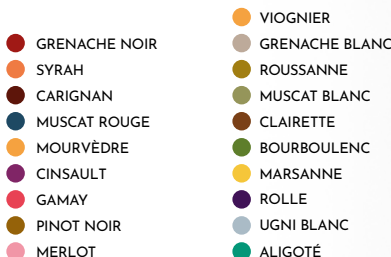 GRENACHE NOIR
SYRAH
CARIGNAN
MUSCAT ROUGE
MOURVÈDRE
CINSAULT
GAMAY
PINOT NOIR
MERLOT
VIOGNIER
GRENACHE BLANC
ROUSSANNE
MUSCAT BLANC
CLAIRETTE
BOURBOULENC
MARSANNE
ROLLE
UGNI BLANC
ALIGOTÉ